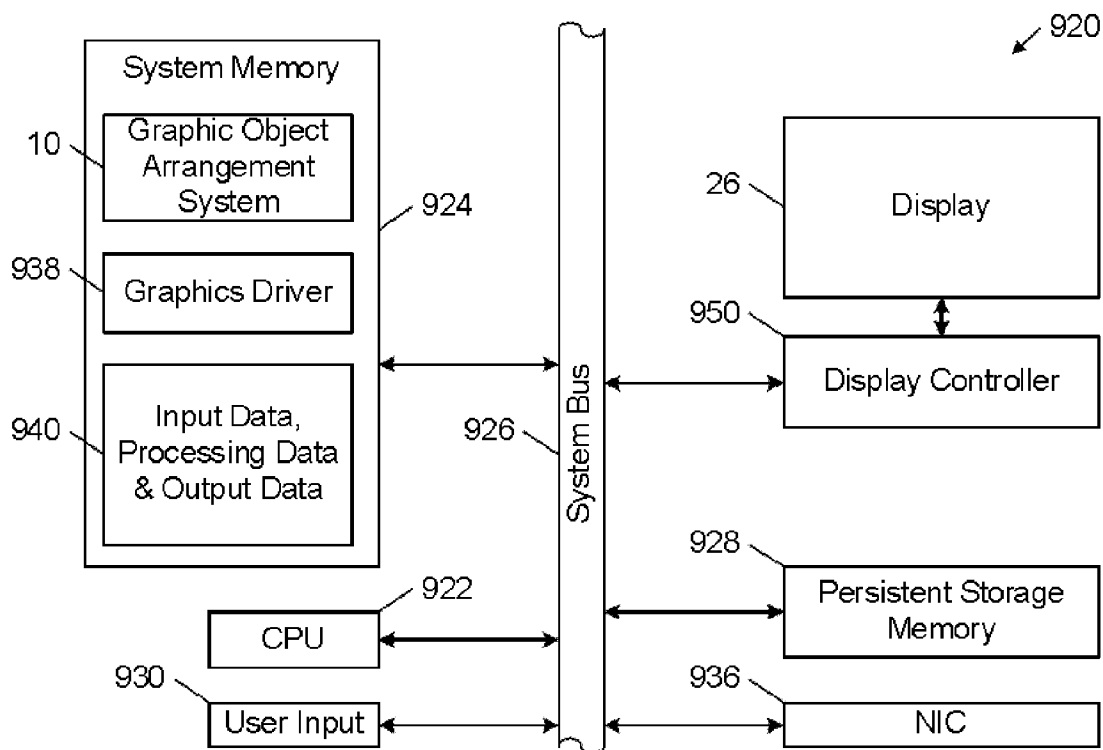 920
System Memory
10
Graphic Object
Arrangement
System
924
938
Graphics Driver
940
Input Data,
Processing Data
& Output Data
922
CPU
930
User Input
926
System Bus
26
Display
950
Display Controller
928
Persistent Storage
Memory
936
NIC